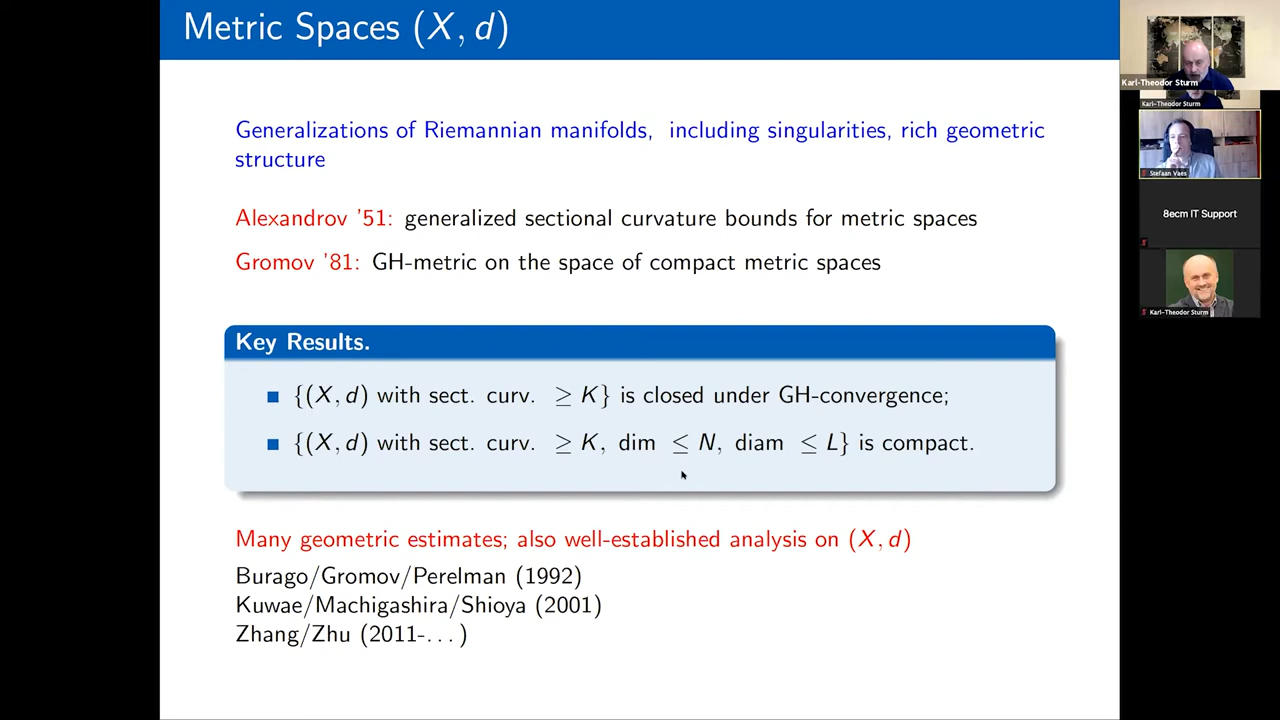 Metric Spaces (X, d)
Generalizations of Riemannian manifolds, including singularities, rich geometric
structure
Alexandrov '51: generalized sectional curvature bounds for metric spaces
Gromov '81: GH-metric on the space of compact metric spaces
Key Results.
{(X, d) with sect. curv. ≥ K} is closed under GH-convergence;
{(X, d) with sect. curv. ≥ K, dim ≤ N, diam ≤ L} is compact.
Many geometric estimates; also well-established analysis on (X, d)
Burago/Gromov/Perelman (1992)
Kuwae/Machigashira/Shioya (2001)
Zhang/Zhu (2011-...)
Karl-Theodor Sturm
Karl-Theodor Sturm
Stefaan Vaes
8ecm IT Support
Karl-Theodor Sturm